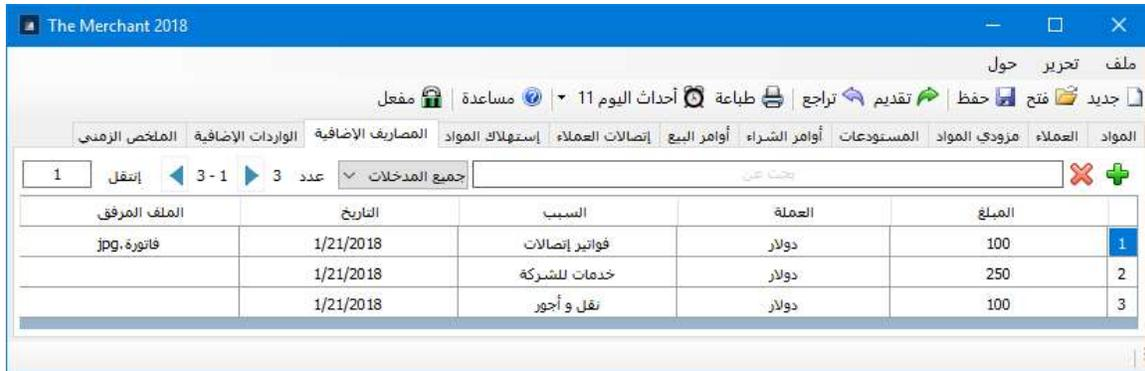 The Merchant 2018
ملف تحرير حول
جديد فتح حفظ تقديم تراجع طباعة أحداث اليوم 11 مساعدة مفعل
المواد العملاء مزودي المواد المستودعات أوامر الشراء أوامر البيع إتصالات العملاء إستهلاك المواد المصاريف الإضافية الواردات الإضافية الملخص الزمني
بحث عن جميع المدخلات عدد 3 3 - 1 إنتقل 1
المبلغ العملة السبب التاريخ الملف المرفق
1 100 دولار فواتير إتصالات 1/21/2018 فاتورة.jpg
2 250 دولار خدمات للشركة 1/21/2018
3 100 دولار نقل و أجور 1/21/2018